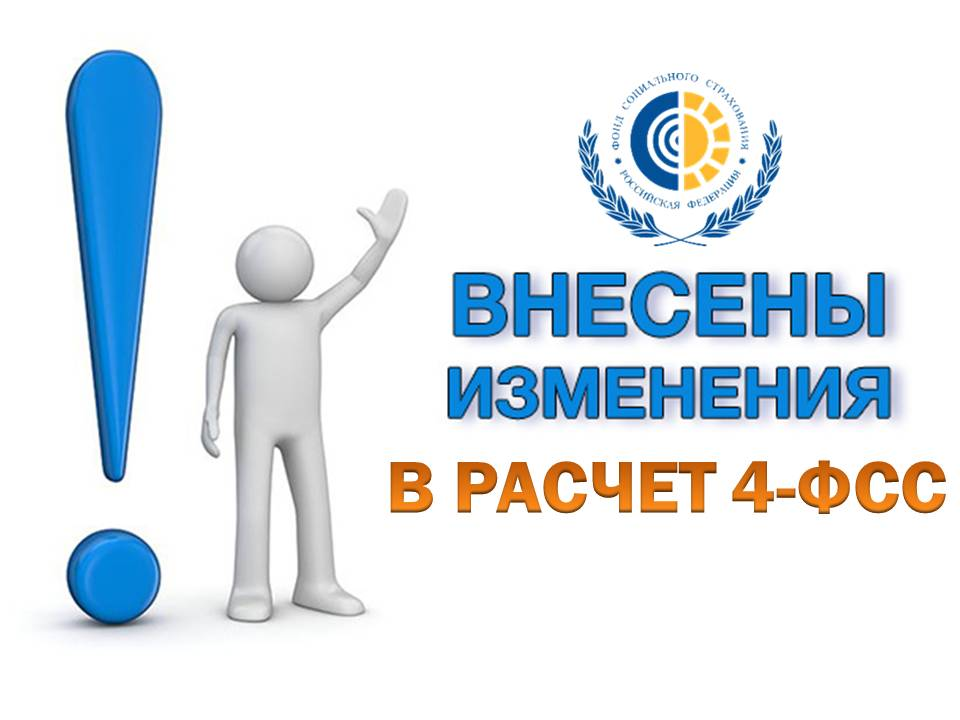 ФОНД СОЦИАЛЬНОГО СТРАХОВАНИЯ
РОССИЙСКАЯ ФЕДЕРАЦИЯ
ВНЕСЕНЫ
ИЗМЕНЕНИЯ
В РАСЧЕТ 4-ФСС